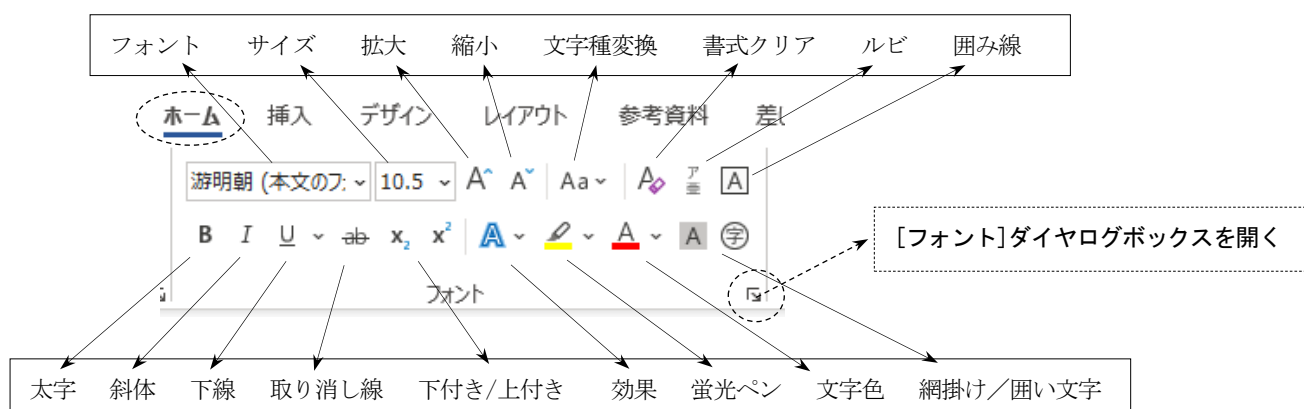 フォント サイズ 拡大 縮小 文字種変換 書式クリア ルビ 囲み線
ホーム 挿入 デザイン レイアウト 参考資料 差し
游明朝 (本文のフ: 10.5 A A Aa A ア亜 A
B I U ab x₂ x² A A A 字
[フォント]ダイヤログボックスを開く
フォント
太字 斜体 下線 取り消し線 下付き/上付き 効果 蛍光ペン 文字色 網掛け／囲い文字